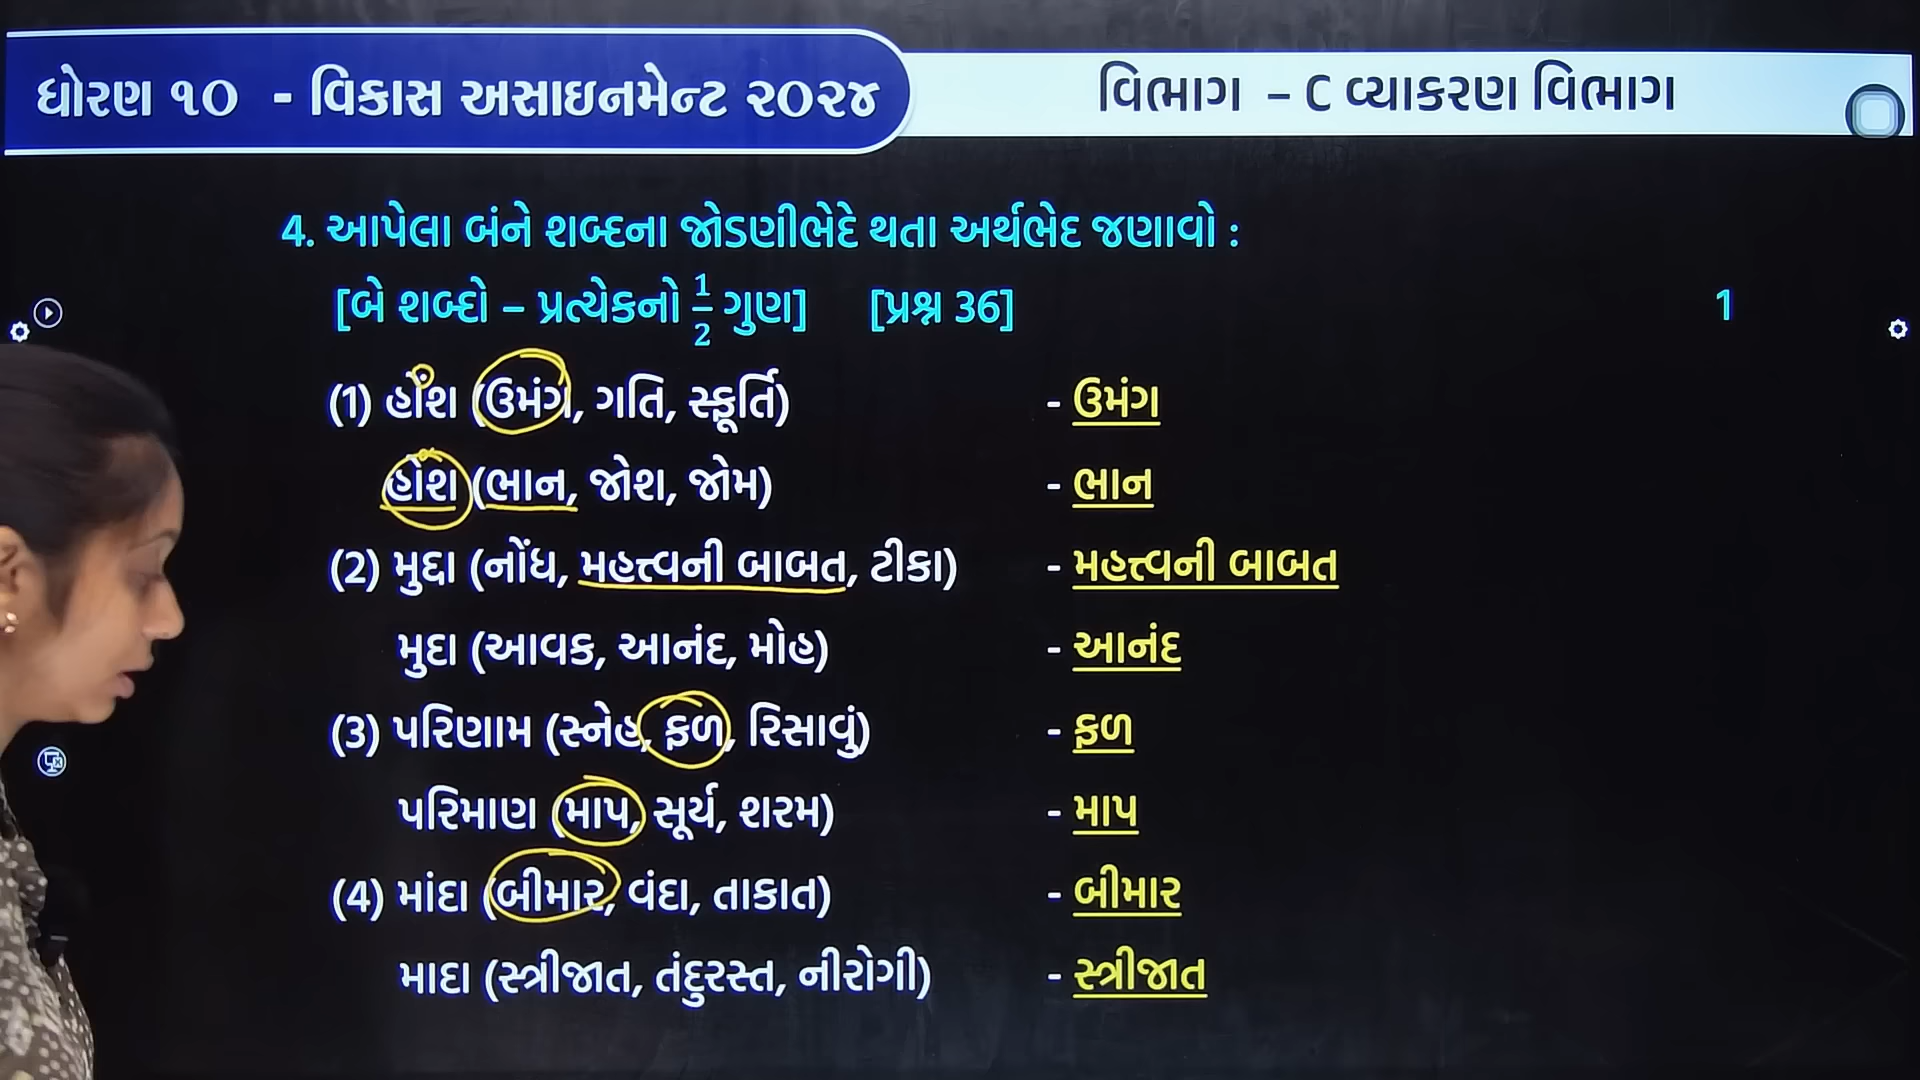 ધોરણ ૧૦ - વિકાસ અસાઇનમેન્ટ ૨૦૨૪
વિભાગ – C વ્યાકરણ વિભાગ
4. આપેલા બંને શબ્દના જોડણીભેદે થતા અર્થભેદ જણાવો :
[બે શબ્દો – પ્રત્યેકનો 1/2 ગુણ] [પ્રશ્ન 36] 1
(1) હોંશ (ઉમંગ, ગતિ, સ્ફૂર્તિ) - ઉમંગ
હોશ (ભાન, જોશ, જોમ) - ભાન
(2) મુદ્દા (નોંધ, મહત્ત્વની બાબત, ટીકા) - મહત્ત્વની બાબત
મુદા (આવક, આનંદ, મોહ) - આનંદ
(3) પરિણામ (સ્નેહ, ફળ, રિસાવું) - ફળ
પરિમાણ (માપ, સૂર્ય, શરમ) - માપ
(4) માંદા (બીમાર, વંદા, તાકાત) - બીમાર
માદા (સ્ત્રીજાત, તંદુરસ્ત, નીરોગી) - સ્ત્રીજાત